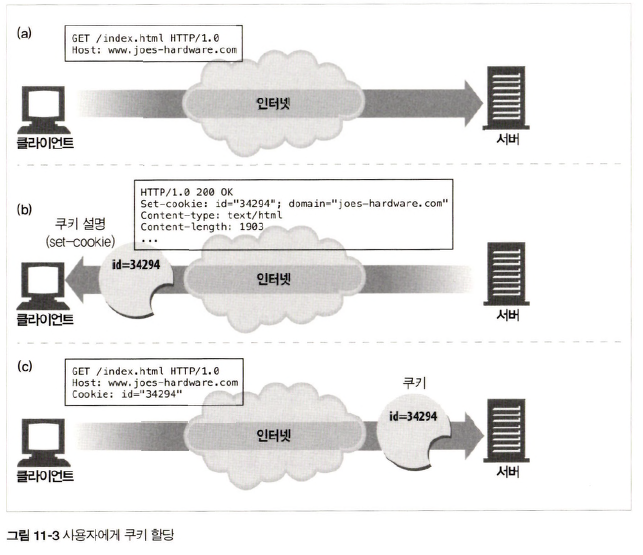 (a)
GET /index.html HTTP/1.0
Host: www.joes-hardware.com
인터넷
클라이언트
서버
(b)
HTTP/1.0 200 OK
Set-cookie: id="34294"; domain="joes-hardware.com"
Content-type: text/html
Content-length: 1903
...
쿠키 설명
(set-cookie)
id=34294
인터넷
클라이언트
서버
(c)
GET /index.html HTTP/1.0
Host: www.joes-hardware.com
Cookie: id="34294"
쿠키
id=34294
인터넷
클라이언트
서버
그림 11-3 사용자에게 쿠키 할당